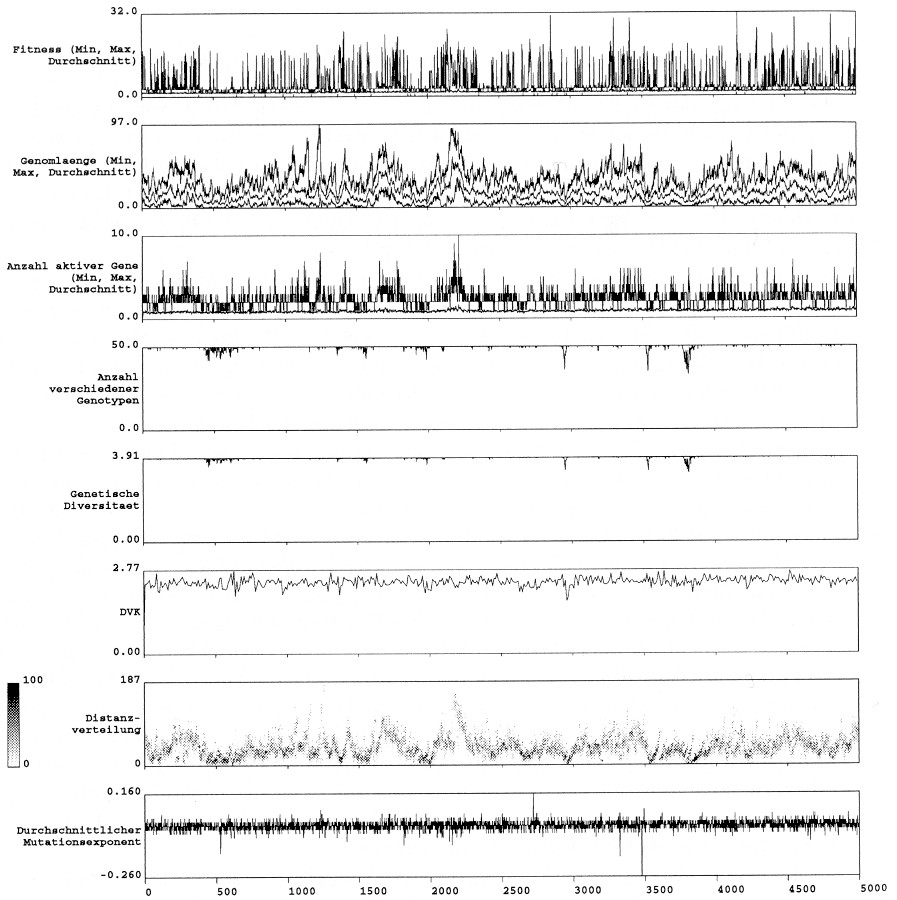 32.0
Fitness (Min, Max,
Durchschnitt)
0.0
97.0
Genomlaenge (Min,
Max, Durchschnitt)
0.0
10.0
Anzahl aktiver Gene
(Min, Max,
Durchschnitt)
0.0
50.0
Anzahl
verschiedener
Genotypen
0.0
3.91
Genetische
Diversitaet
0.00
2.77
DVK
0.00
100
187
Distanz-
verteilung
0
0
0.160
Durchschnittlicher
Mutationsexponent
-0.260
0 500 1000 1500 2000 2500 3000 3500 4000 4500 5000